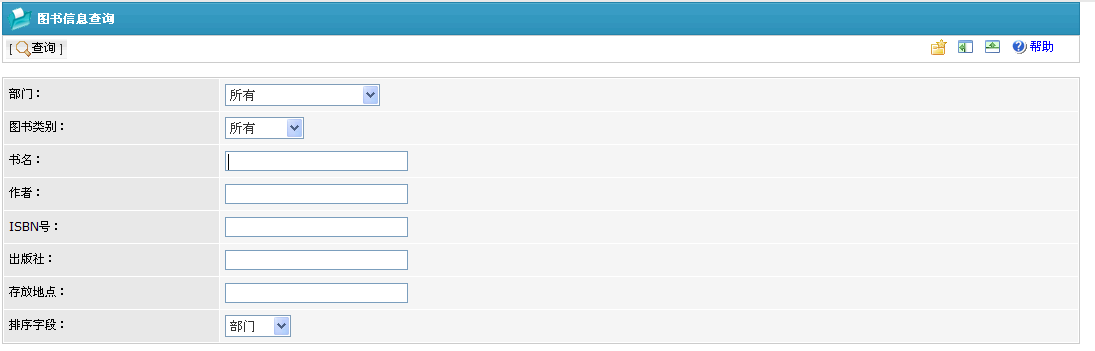 图书信息查询
[ 查询 ] 帮助
部门： 所有
图书类别： 所有
书名：
作者：
ISBN号：
出版社：
存放地点：
排序字段： 部门